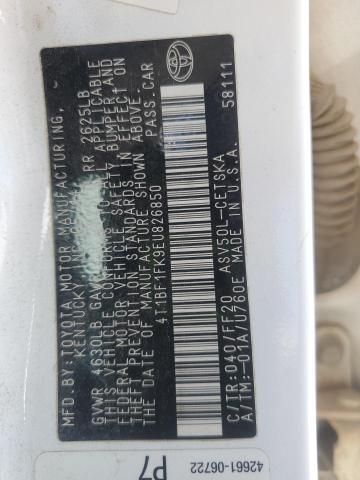 MFD. BY: TOYOTA MOTOR MANUFACTURING,
KENTUCKY, INC.
GVWR 4630LB GAWR RR 2625LB
THIS VEHICLE CONFORMS TO ALL APPLICABLE
FEDERAL MOTOR VEHICLE SAFETY, BUMPER, AND
THEFT PREVENTION STANDARDS IN EFFECT ON
THE DATE OF MANUFACTURE SHOWN ABOVE.
4T1BF1FK9EU826850 PASS. CAR
C/TR: 040/FF20 ASV50L-CETSKA
A/TM: -01A/U760E MADE IN U.S.A.
58111
42661-06722
P7